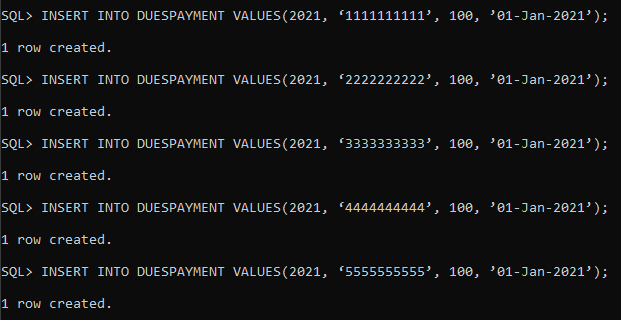 SQL> INSERT INTO DUESPAYMENT VALUES(2021, ‘1111111111’, 100, ’01-Jan-2021’);
1 row created.
SQL> INSERT INTO DUESPAYMENT VALUES(2021, ‘2222222222’, 100, ’01-Jan-2021’);
1 row created.
SQL> INSERT INTO DUESPAYMENT VALUES(2021, ‘3333333333’, 100, ’01-Jan-2021’);
1 row created.
SQL> INSERT INTO DUESPAYMENT VALUES(2021, ‘4444444444’, 100, ’01-Jan-2021’);
1 row created.
SQL> INSERT INTO DUESPAYMENT VALUES(2021, ‘5555555555’, 100, ’01-Jan-2021’);
1 row created.